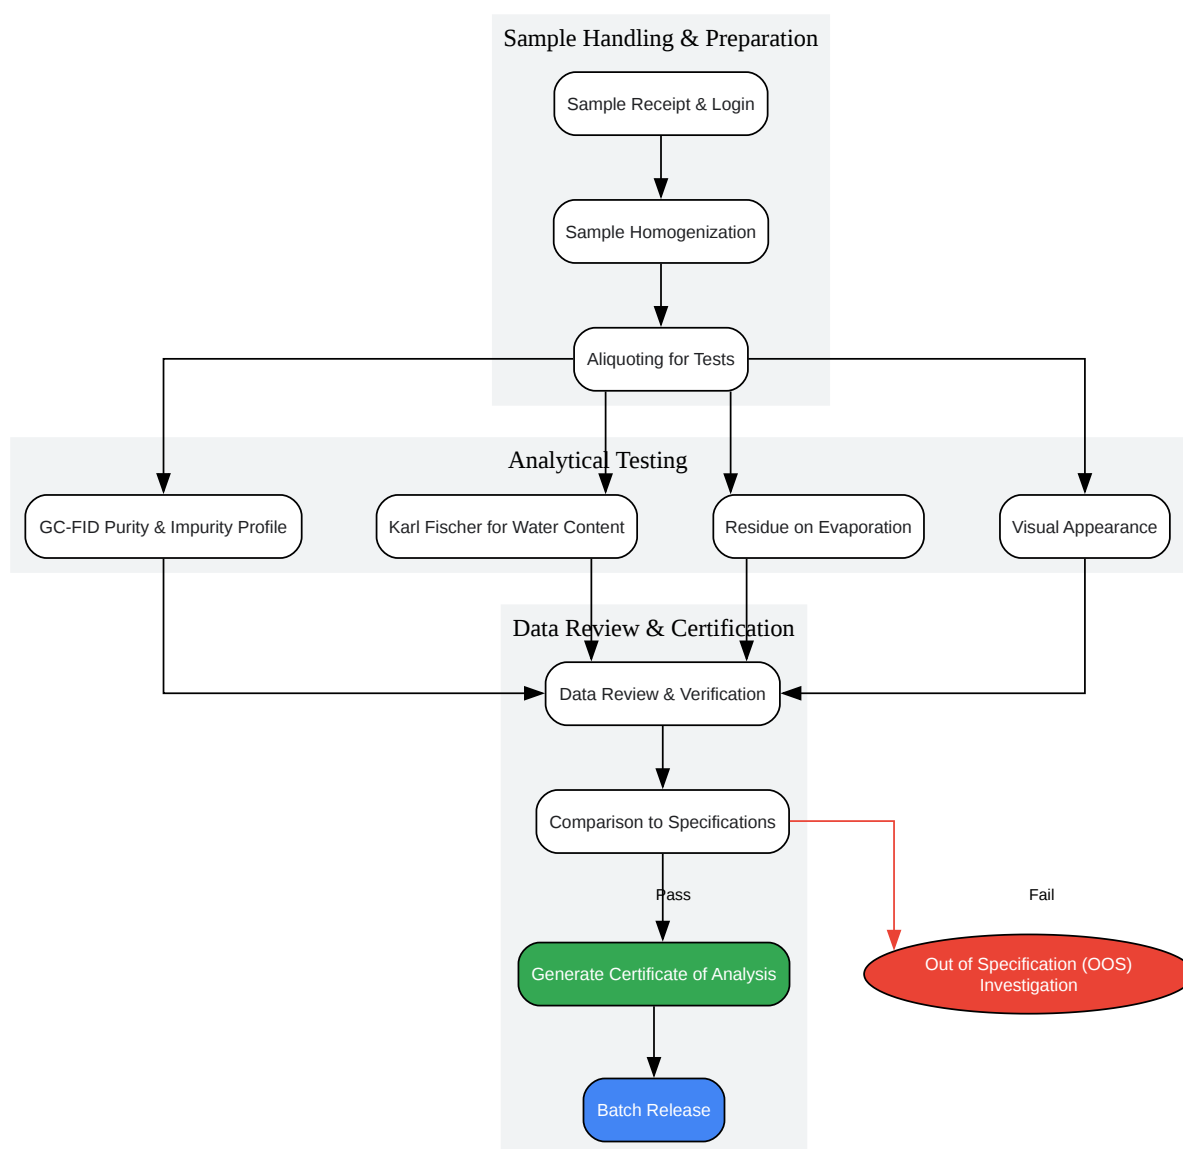 Sample Handling & Preparation
Sample Receipt & Login
Sample Homogenization
Aliquoting for Tests
Analytical Testing
GC-FID Purity & Impurity Profile
Karl Fischer for Water Content
Residue on Evaporation
Visual Appearance
Data Review & Certification
Data Review & Verification
Comparison to Specifications
Pass
Fail
Out of Specification (OOS)
Investigation
Generate Certificate of Analysis
Batch Release